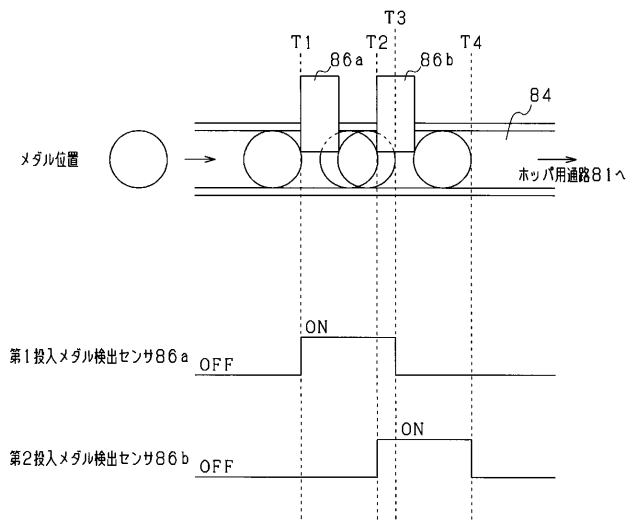 T3
T1
T2
T4
86a
86b
84
メダル位置
ホッパ用通路81へ
ON
第1投入メダル検出センサ86a
OFF
ON
第2投入メダル検出センサ86b
OFF